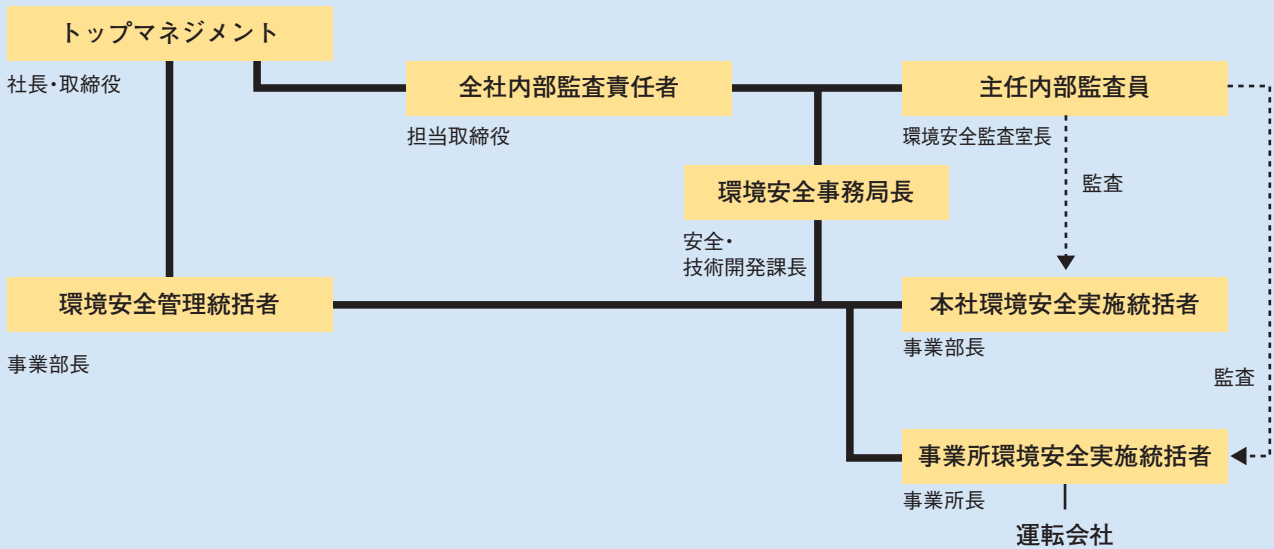 トップマネジメント
社長・取締役
全社内部監査責任者
担当取締役
主任内部監査員
環境安全監査室長
監査
環境安全事務局長
安全・
技術開発課長
環境安全管理統括者
事業部長
本社環境安全実施統括者
事業部長
監査
事業所環境安全実施統括者
事業所長
運転会社